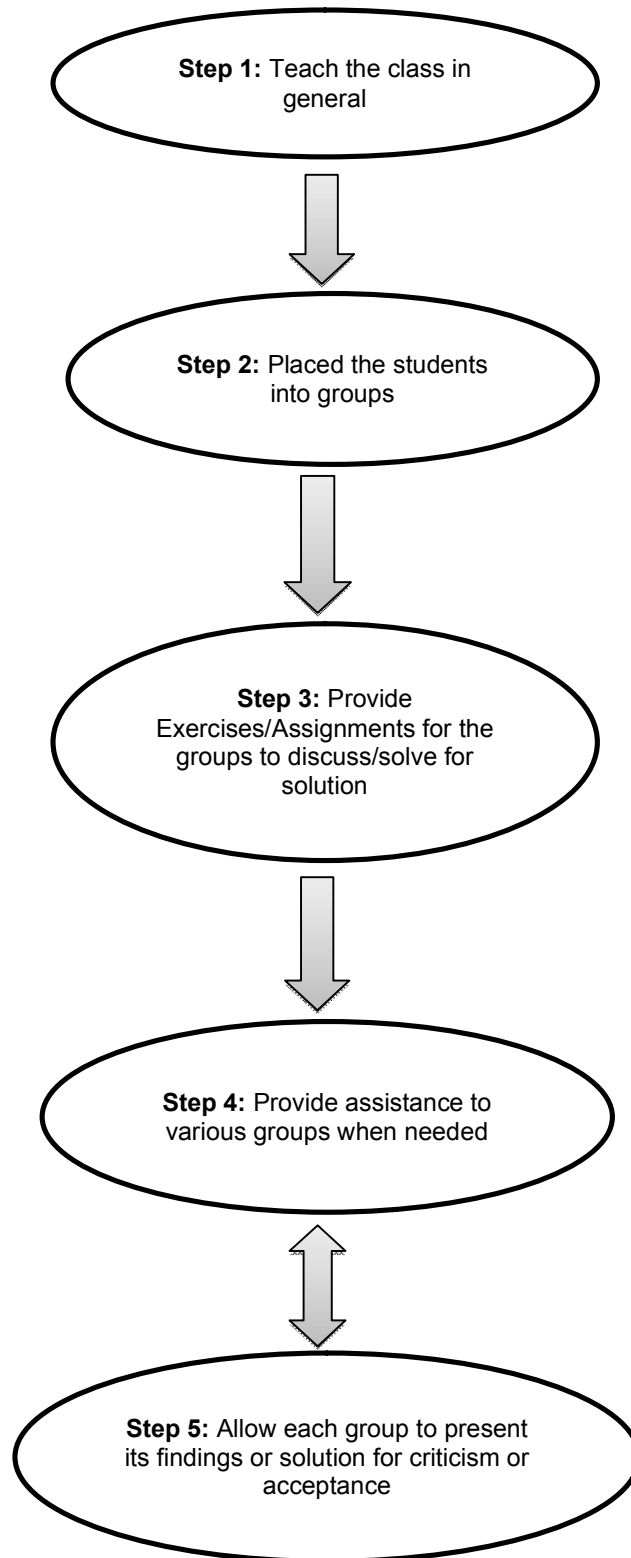 Step 1: Teach the class in
general
Step 2: Placed the students
into groups
Step 3: Provide
Exercises/Assignments for the
groups to discuss/solve for
solution
Step 4: Provide assistance to
various groups when needed
Step 5: Allow each group to present
its findings or solution for criticism or
acceptance